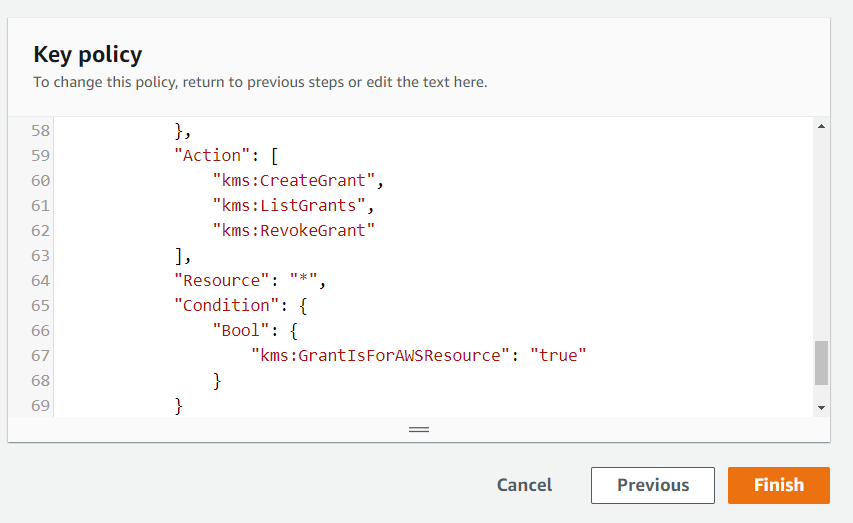 Key policy
To change this policy, return to previous steps or edit the text here.
58 },
59 "Action": [
60 "kms:CreateGrant",
61 "kms:ListGrants",
62 "kms:RevokeGrant"
63 ],
64 "Resource": "*",
65 "Condition": {
66 "Bool": {
67 "kms:GrantIsForAWSResource": "true"
68 }
69 }
Cancel Previous Finish